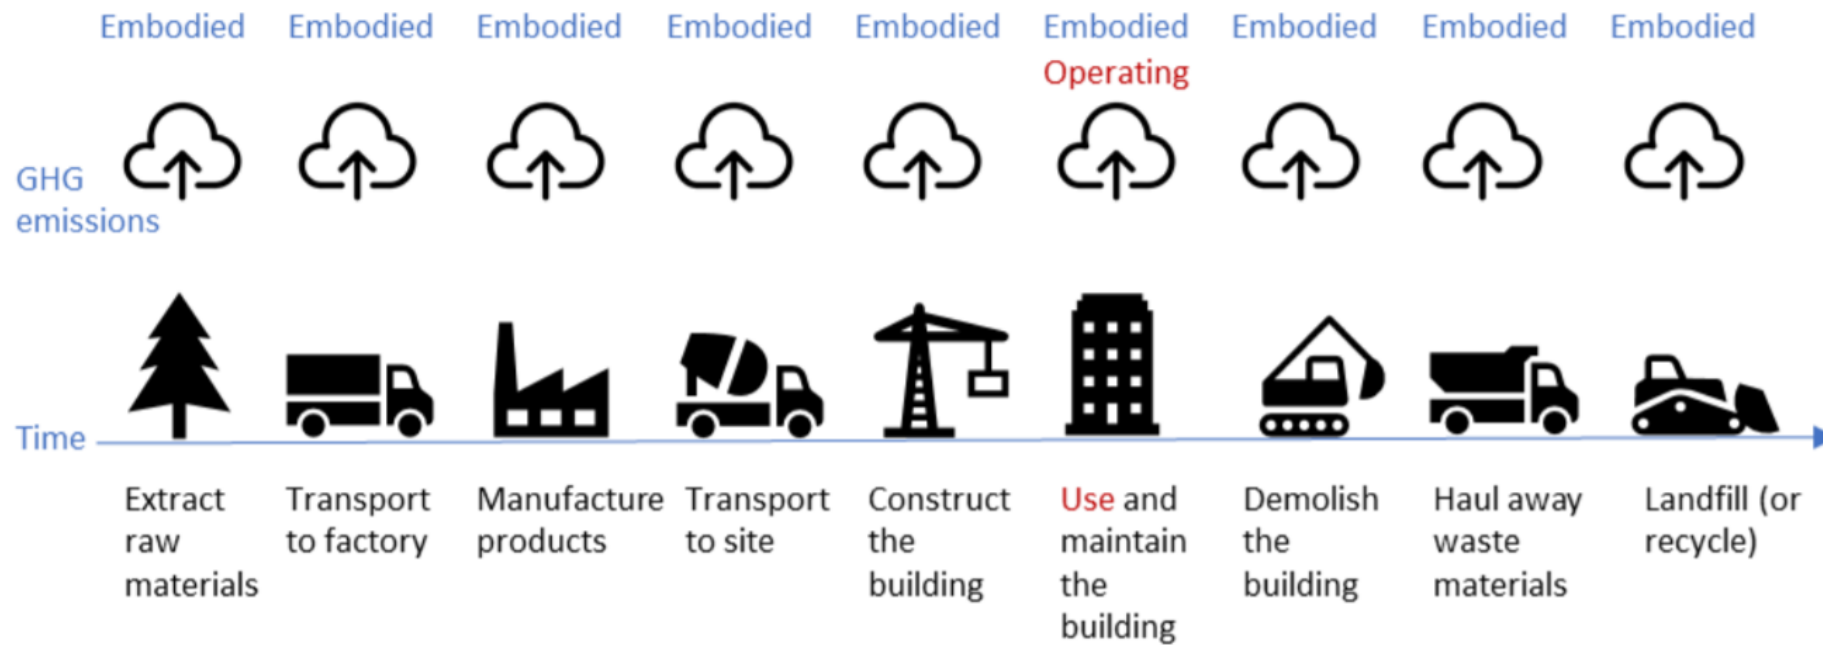 Embodied Embodied Embodied Embodied Embodied Embodied Embodied Embodied Embodied
Operating
GHG
emissions
Time
Extract
raw
materials
Transport
to factory
Manufacture
products
Transport
to site
Construct
the
building
Use and
maintain
the
building
Demolish
the
building
Haul away
waste
materials
Landfill (or
recycle)